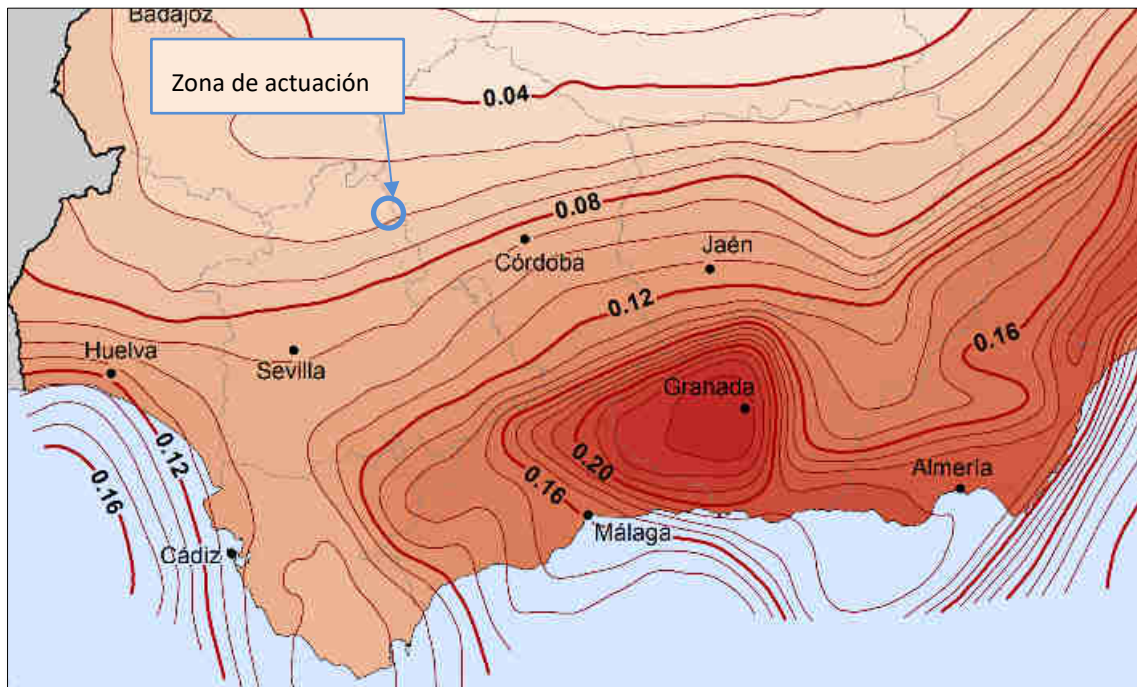 Badajoz
Zona de actuación
0.04
0.08
Córdoba
Jaén
0.12
0.16
Huelva
Sevilla
Granada
0.12
0.16
0.16
0.20
Almería
Málaga
Cádiz